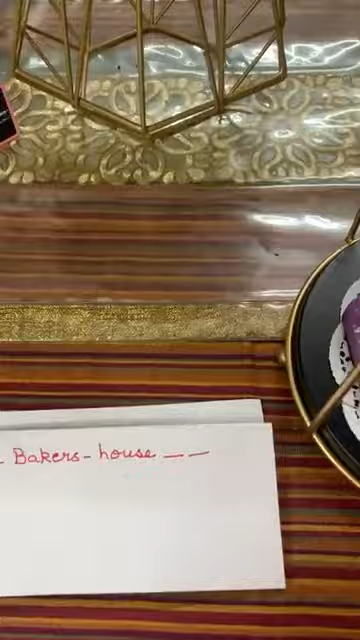 - Bakers-house — —